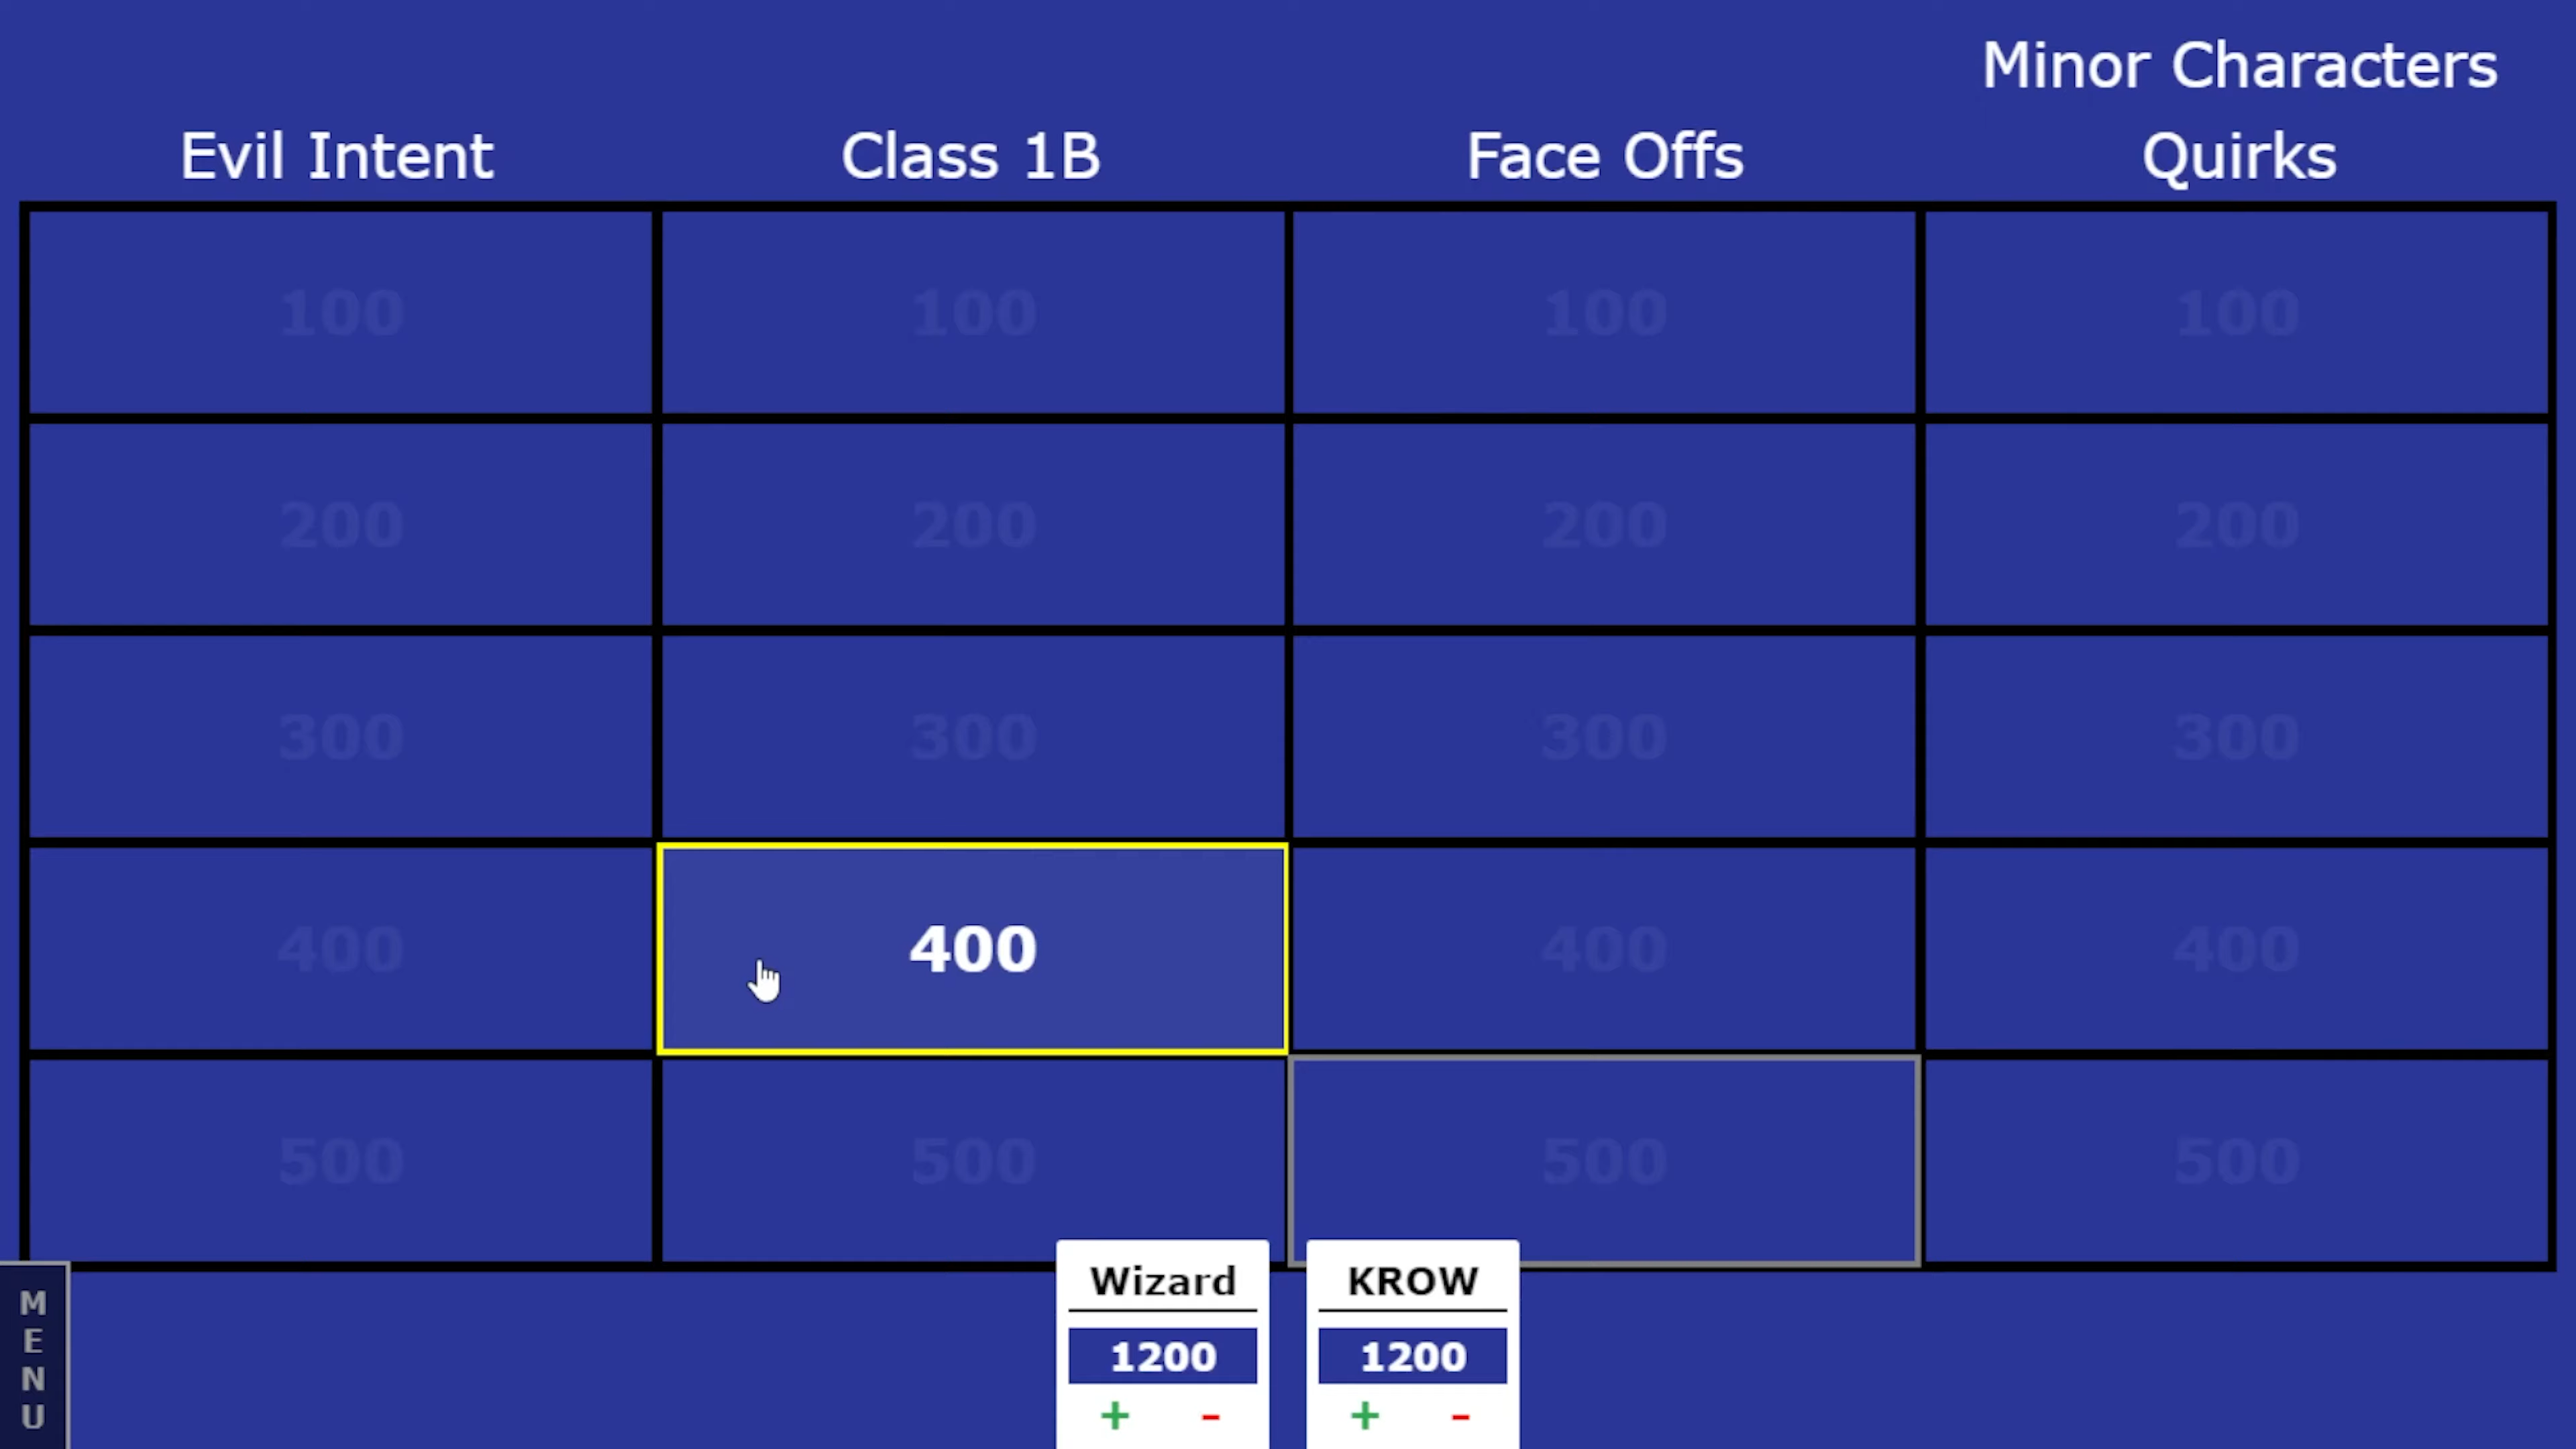 Minor Characters
Evil Intent Class 1B Face Offs Quirks
100 100 100 100
200 200 200 200
300 300 300 300
400 400 400 400
500 500 500 500
Wizard KROW
1200 1200
+ - + -
M
E
N
U